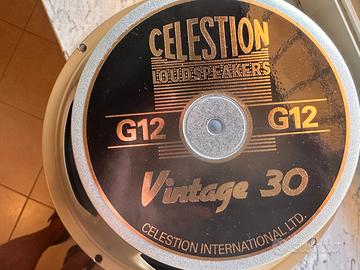 CELESTION
LOUDSPEAKERS
G12 G12
Vintage 30
CELESTION INTERNATIONAL LTD.